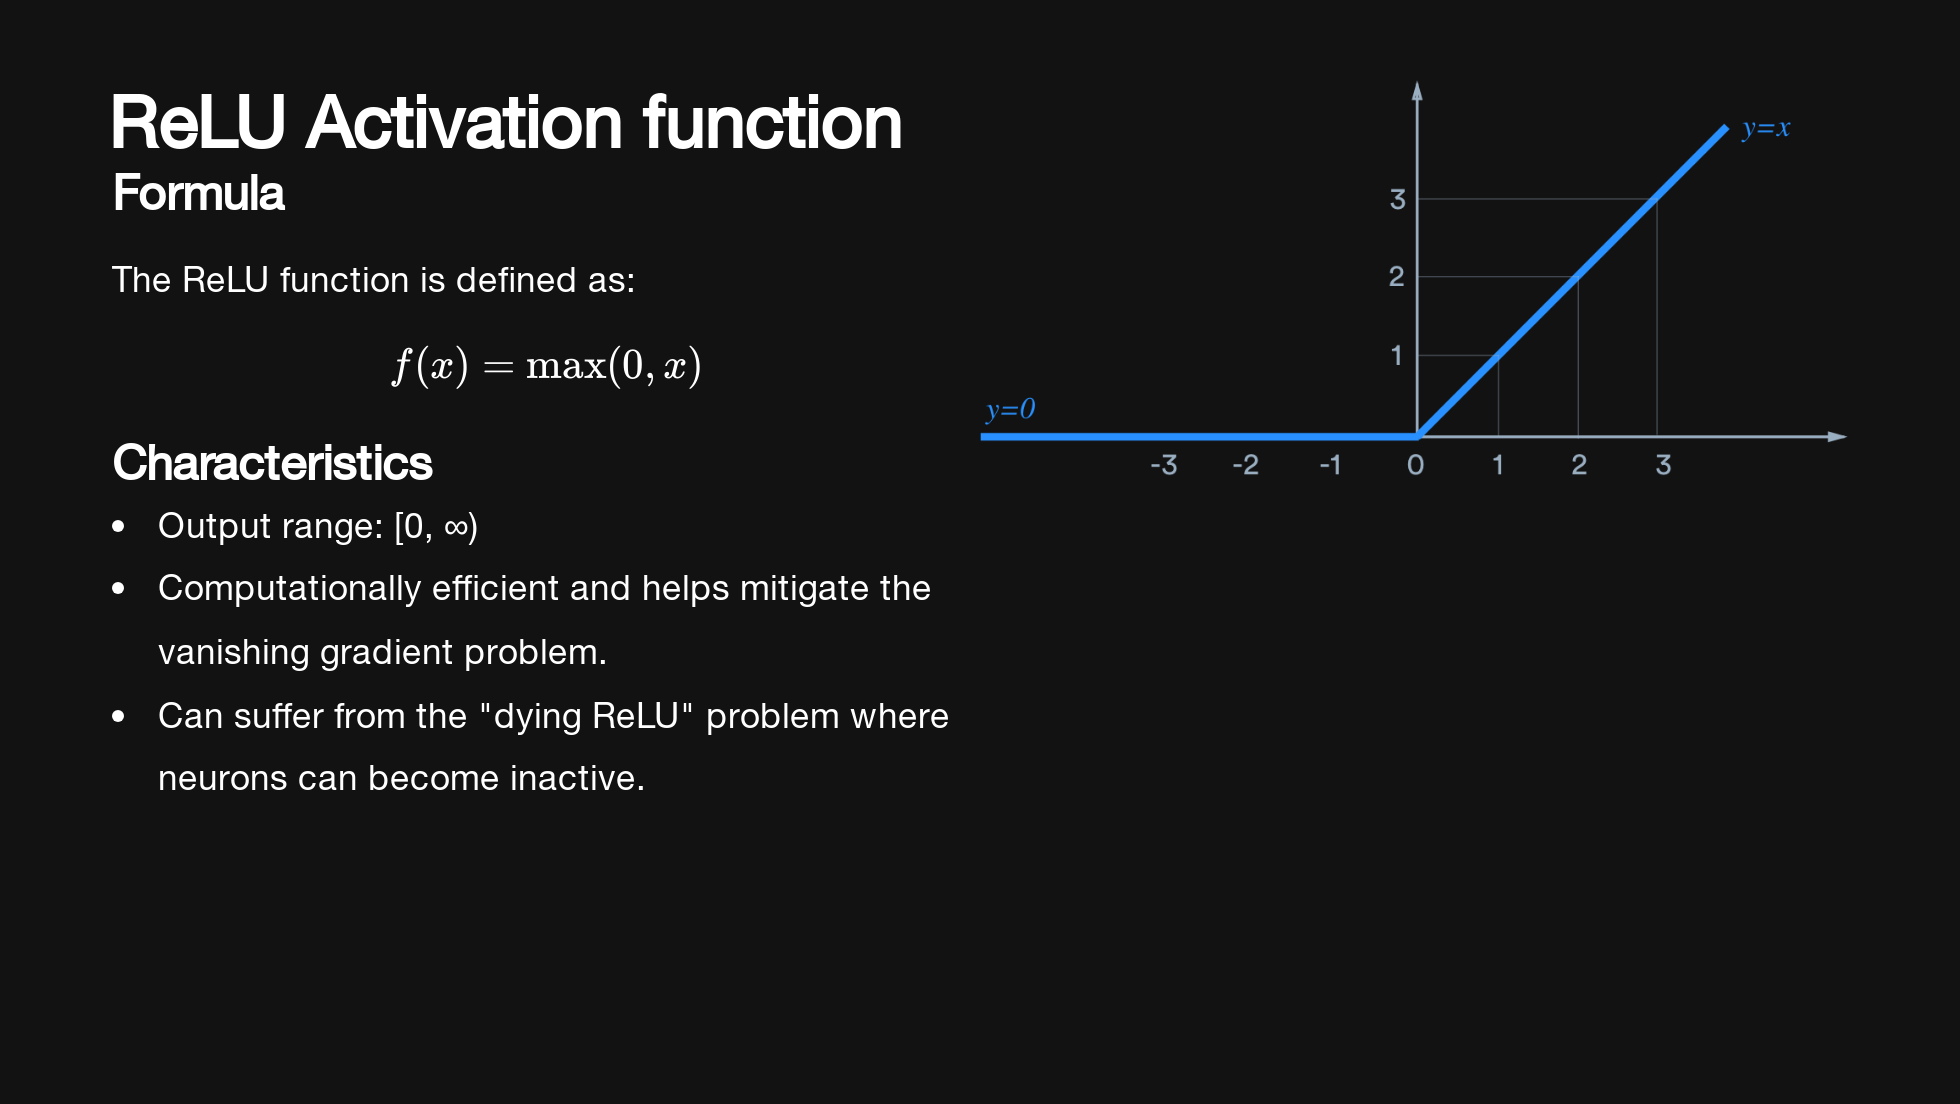 ReLU Activation function
Formula
The ReLU function is defined as:
f(x) = max(0, x)
Characteristics
• Output range: [0, ∞)
• Computationally efficient and helps mitigate the
vanishing gradient problem.
• Can suffer from the "dying ReLU" problem where
neurons can become inactive.
y=x
3
2
1
y=0
-3 -2 -1 0 1 2 3